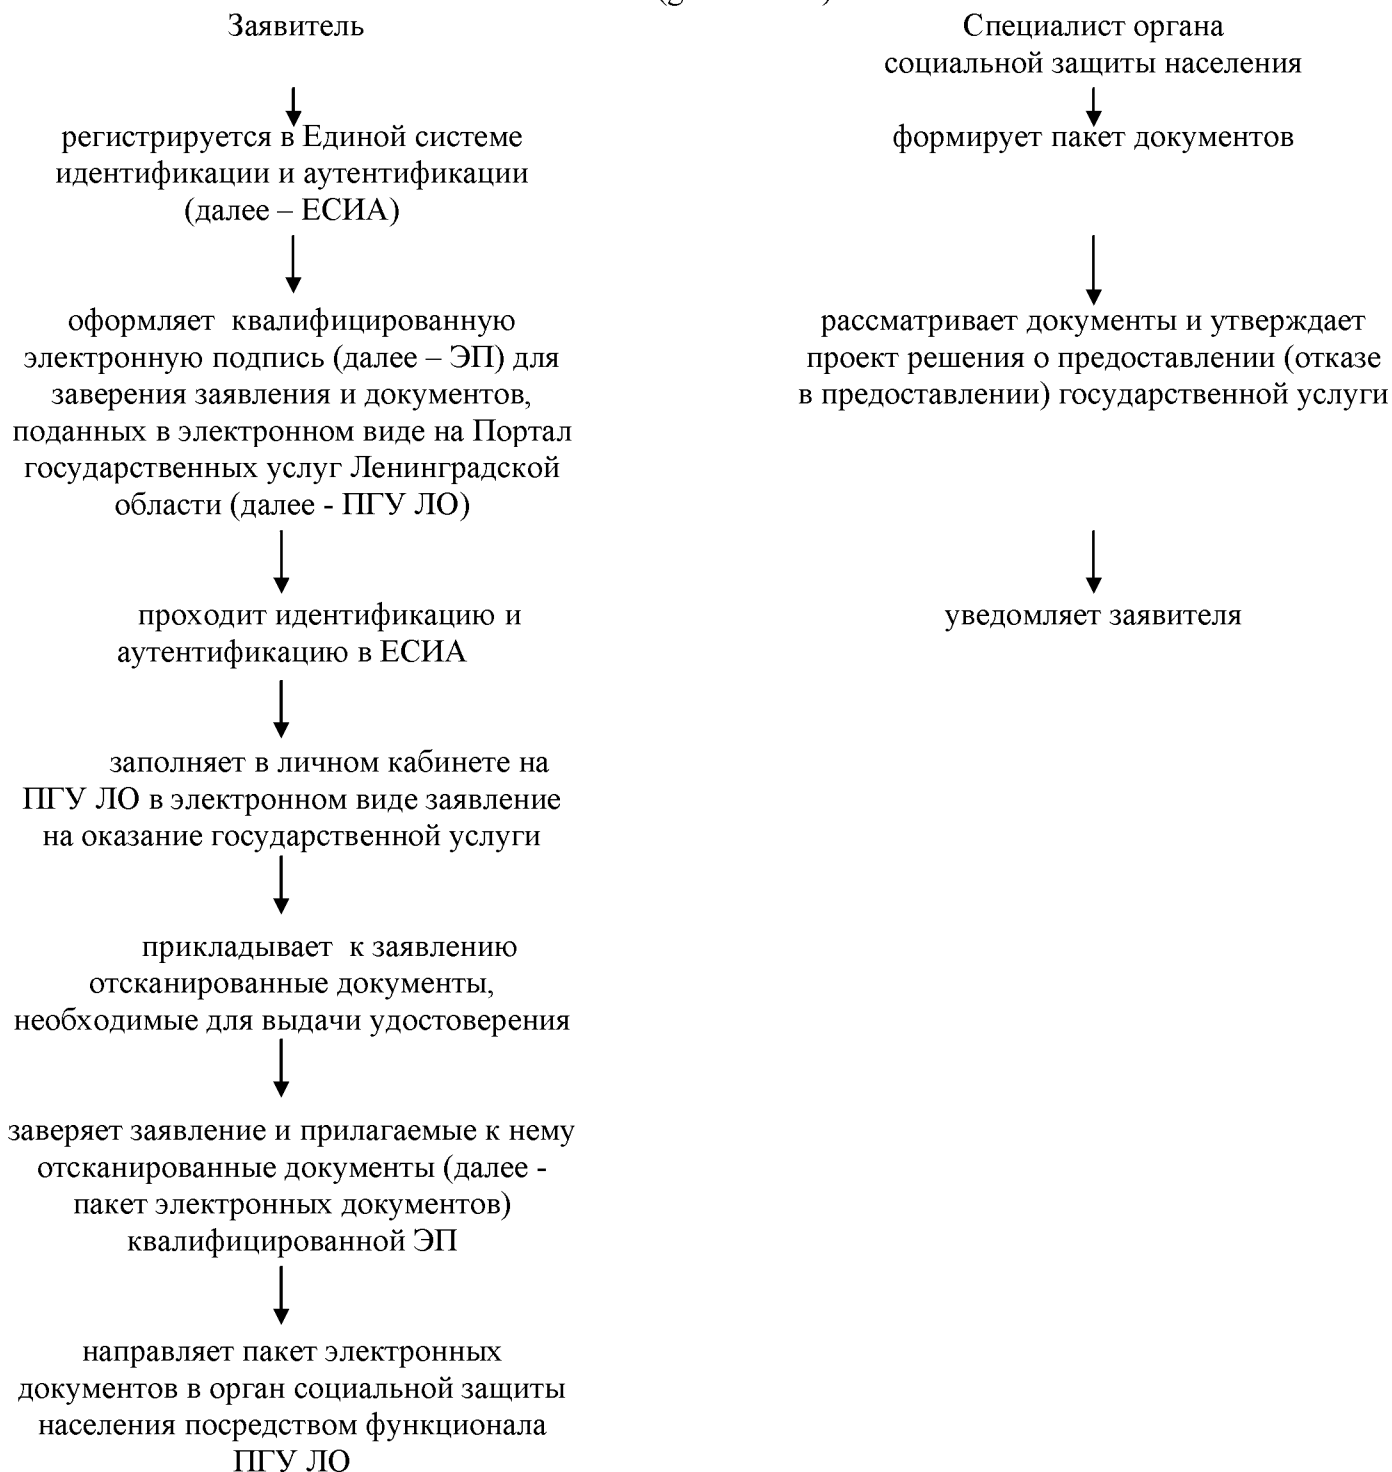 Заявитель
регистрируется в Единой системе
идентификации и аутентификации
(далее – ЕСИА)
оформляет квалифицированную
электронную подпись (далее – ЭП) для
заверения заявления и документов,
поданных в электронном виде на Портал
государственных услуг Ленинградской
области (далее - ПГУ ЛО)
проходит идентификацию и
аутентификацию в ЕСИА
заполняет в личном кабинете на
ПГУ ЛО в электронном виде заявление
на оказание государственной услуги
прикладывает к заявлению
отсканированные документы,
необходимые для выдачи удостоверения
заверяет заявление и прилагаемые к нему
отсканированные документы (далее -
пакет электронных документов)
квалифицированной ЭП
направляет пакет электронных
документов в орган социальной защиты
населения посредством функционала
ПГУ ЛО
Специалист органа
социальной защиты населения
формирует пакет документов
рассматривает документы и утверждает
проект решения о предоставлении (отказе
в предоставлении) государственной услуги
уведомляет заявителя